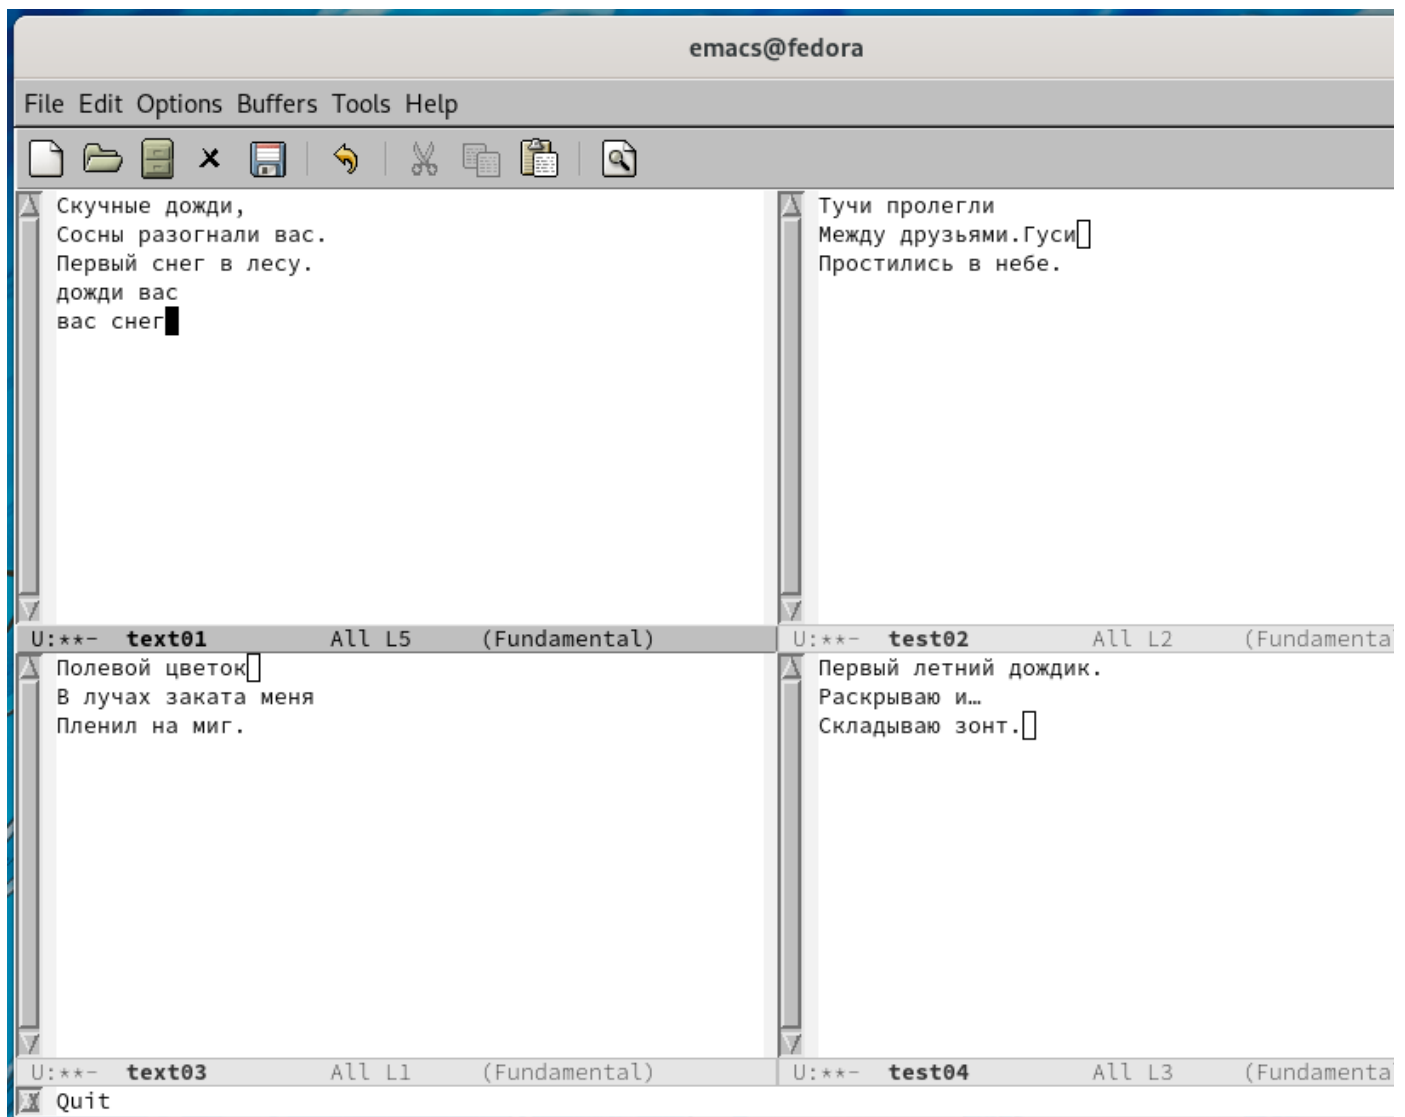 emacs@fedora
File Edit Options Buffers Tools Help
Скучные дожди,
Сосны разогнали вас.
Первый снег в лесу.
дожди вас
вас снег
U:**-  text01  All L5  (Fundamental)
Тучи пролегли
Между друзьями.Гуси
Простились в небе.
U:**-  test02  All L2  (Fundamenta
Полевой цветок
В лучах заката меня
Пленил на миг.
U:**-  text03  All L1  (Fundamental)
Первый летний дождик.
Раскрываю и…
Складываю зонт.
U:**-  test04  All L3  (Fundamenta
Quit